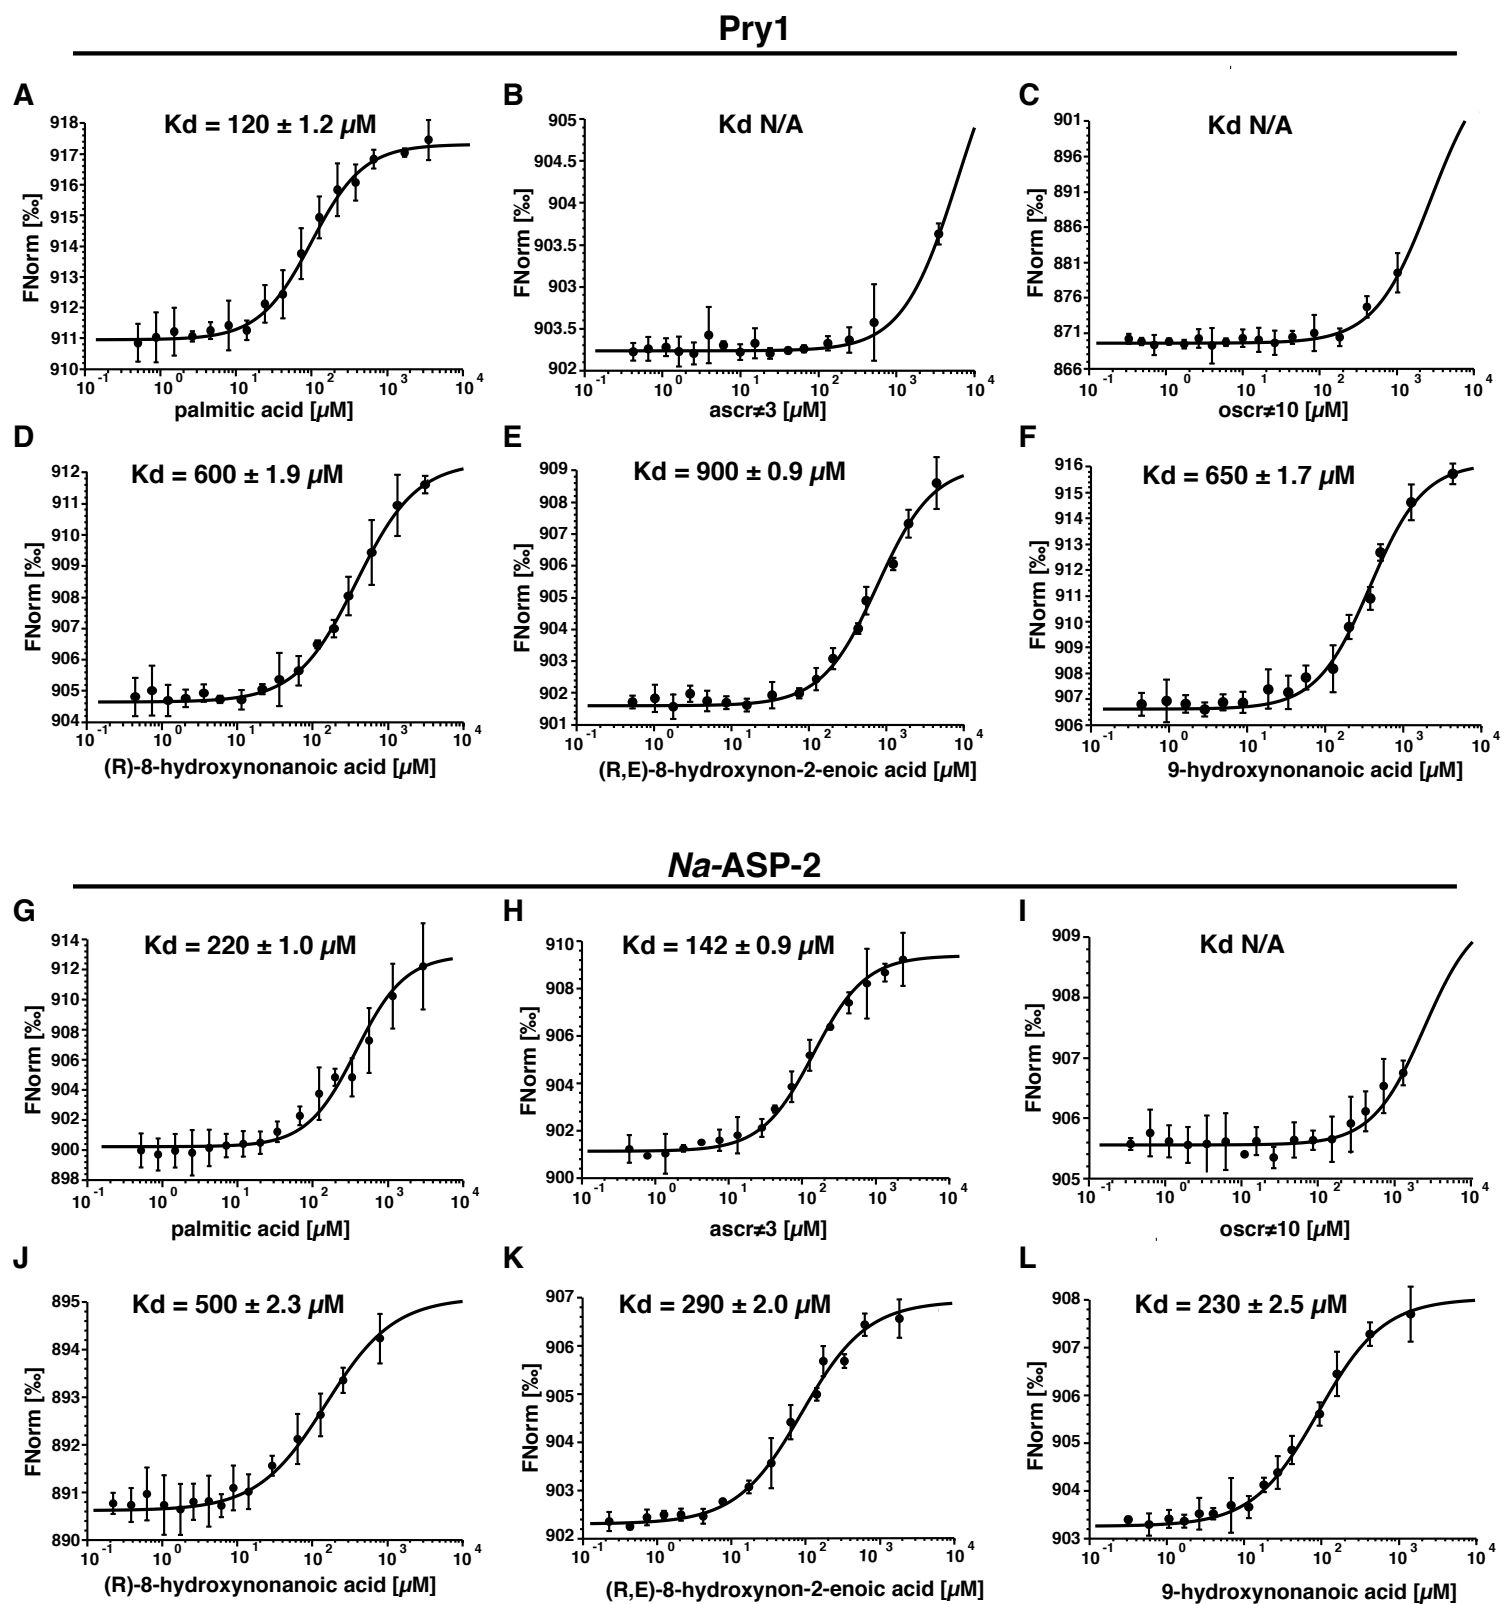 Pry1
A
Kd = 120 ± 1.2 µM
FNorm [‰]
918
917
916
915
914
913
912
911
910
10 -1 10 0 10 1 10 2 10 3 10 4
palmitic acid [µM]
B
Kd N/A
FNorm [‰]
905
904.5
904
903.5
903
903.5
902
10 -1 10 0 10 1 10 2 10 3 10 4
ascr≠3 [µM]
C
Kd N/A
FNorm [‰]
901
896
891
886
881
876
871
866
10 -1 10 0 10 1 10 2 10 3 10 4
oscr≠10 [µM]
D
Kd = 600 ± 1.9 µM
FNorm [‰]
912
911
910
909
908
907
906
905
904
10 -1 10 0 10 1 10 2 10 3 10 4
(R)-8-hydroxynonanoic acid [µM]
E
Kd = 900 ± 0.9 µM
FNorm [‰]
909
908
907
906
905
904
903
902
901
10 -1 10 0 10 1 10 2 10 3 10 4
(R,E)-8-hydroxynon-2-enoic acid [µM]
F
Kd = 650 ± 1.7 µM
FNorm [‰]
916
915
914
913
912
911
910
909
908
907
906
10 -1 10 0 10 1 10 2 10 3 10 4
9-hydroxynonanoic acid [µM]
Na-ASP-2
G
Kd = 220 ± 1.0 µM
FNorm [‰]
914
912
910
908
906
904
902
900
898
10 -1 10 0 10 1 10 2 10 3 10 4
palmitic acid [µM]
H
Kd = 142 ± 0.9 µM
FNorm [‰]
910
908
906
904
902
900
10 -1 10 0 10 1 10 2 10 3 10 4
ascr≠3 [µM]
I
Kd N/A
FNorm [‰]
909
908
907
906
905
10 -1 10 0 10 1 10 2 10 3 10 4
oscr≠10 [µM]
J
Kd = 500 ± 2.3 µM
FNorm [‰]
895
894
893
892
891
890
10 -1 10 0 10 1 10 2 10 3 10 4
(R)-8-hydroxynonanoic acid [µM]
K
Kd = 290 ± 2.0 µM
FNorm [‰]
907
906
905
904
903
902
10 -1 10 0 10 1 10 2 10 3 10 4
(R,E)-8-hydroxynon-2-enoic acid [µM]
L
Kd = 230 ± 2.5 µM
FNorm [‰]
908
907
906
905
904
903
10 -1 10 0 10 1 10 2 10 3 10 4
9-hydroxynonanoic acid [µM]